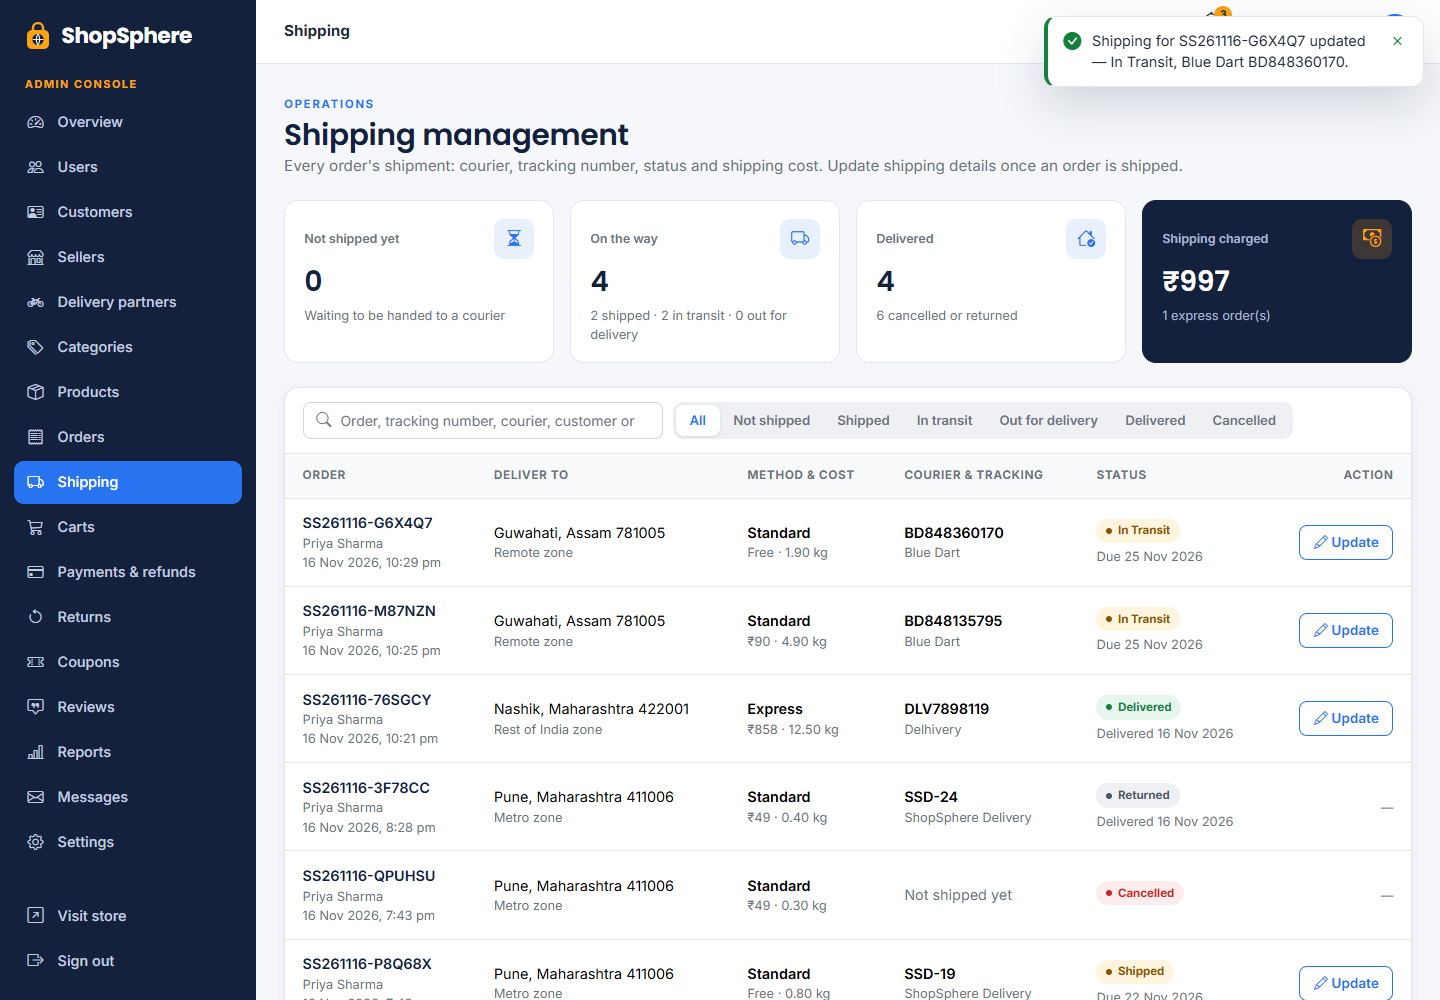 ShopSphere
ADMIN CONSOLE
Overview
Users
Customers
Sellers
Delivery partners
Categories
Products
Orders
Shipping
Carts
Payments & refunds
Returns
Coupons
Reviews
Reports
Messages
Settings
Visit store
Sign out
Shipping
3
Shipping for SS261116-G6X4Q7 updated
— In Transit, Blue Dart BD848360170.
OPERATIONS
Shipping management
Every order's shipment: courier, tracking number, status and shipping cost. Update shipping details once an order is shipped.
Not shipped yet
0
Waiting to be handed to a courier
On the way
4
2 shipped · 2 in transit · 0 out for
delivery
Delivered
4
6 cancelled or returned
Shipping charged
₹997
1 express order(s)
Order, tracking number, courier, customer or
All Not shipped Shipped In transit Out for delivery Delivered Cancelled
ORDER DELIVER TO METHOD & COST COURIER & TRACKING STATUS ACTION
SS261116-G6X4Q7
Priya Sharma
16 Nov 2026, 10:29 pm
Guwahati, Assam 781005
Remote zone
Standard
Free · 1.90 kg
BD848360170
Blue Dart
In Transit
Due 25 Nov 2026
Update
SS261116-M87NZN
Priya Sharma
16 Nov 2026, 10:25 pm
Guwahati, Assam 781005
Remote zone
Standard
₹90 · 4.90 kg
BD848135795
Blue Dart
In Transit
Due 25 Nov 2026
Update
SS261116-76SGCY
Priya Sharma
16 Nov 2026, 10:21 pm
Nashik, Maharashtra 422001
Rest of India zone
Express
₹858 · 12.50 kg
DLV7898119
Delhivery
Delivered
Delivered 16 Nov 2026
Update
SS261116-3F78CC
Priya Sharma
16 Nov 2026, 8:28 pm
Pune, Maharashtra 411006
Metro zone
Standard
₹49 · 0.40 kg
SSD-24
ShopSphere Delivery
Returned
Delivered 16 Nov 2026
—
SS261116-QPUHSU
Priya Sharma
16 Nov 2026, 7:43 pm
Pune, Maharashtra 411006
Metro zone
Standard
₹49 · 0.30 kg
Not shipped yet
Cancelled
—
SS261116-P8Q68X
Priya Sharma
Pune, Maharashtra 411006
Metro zone
Standard
Free · 0.80 kg
SSD-19
ShopSphere Delivery
Shipped
Due 22 Nov 2026
Update